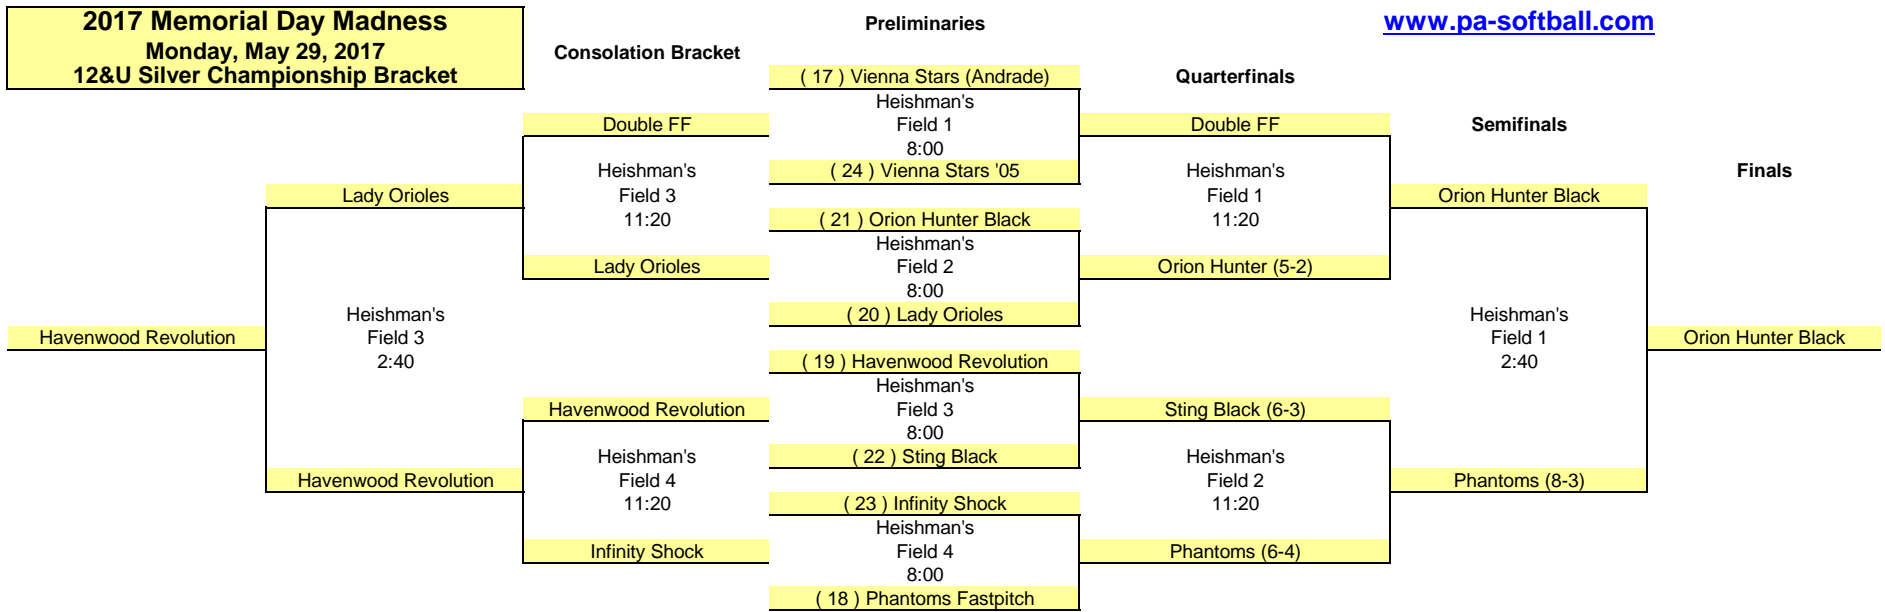 2017 Memorial Day Madness
Monday, May 29, 2017
12&U Silver Championship Bracket
Preliminaries
www.pa-softball.com
Consolation Bracket
( 17 ) Vienna Stars (Andrade)
Quarterfinals
Heishman's
Double FF
Field 1
Double FF
Semifinals
8:00
Heishman's
( 24 ) Vienna Stars '05
Heishman's
Finals
Lady Orioles
Field 3
Field 1
Orion Hunter Black
11:20
( 21 ) Orion Hunter Black
11:20
Heishman's
Lady Orioles
Field 2
Orion Hunter (5-2)
8:00
Heishman's
( 20 ) Lady Orioles
Heishman's
Havenwood Revolution
Field 3
Field 1
Orion Hunter Black
2:40
( 19 ) Havenwood Revolution
2:40
Heishman's
Havenwood Revolution
Field 3
Sting Black (6-3)
8:00
Heishman's
( 22 ) Sting Black
Heishman's
Havenwood Revolution
Field 4
Field 2
Phantoms (8-3)
11:20
( 23 ) Infinity Shock
11:20
Heishman's
Infinity Shock
Field 4
Phantoms (6-4)
8:00
( 18 ) Phantoms Fastpitch